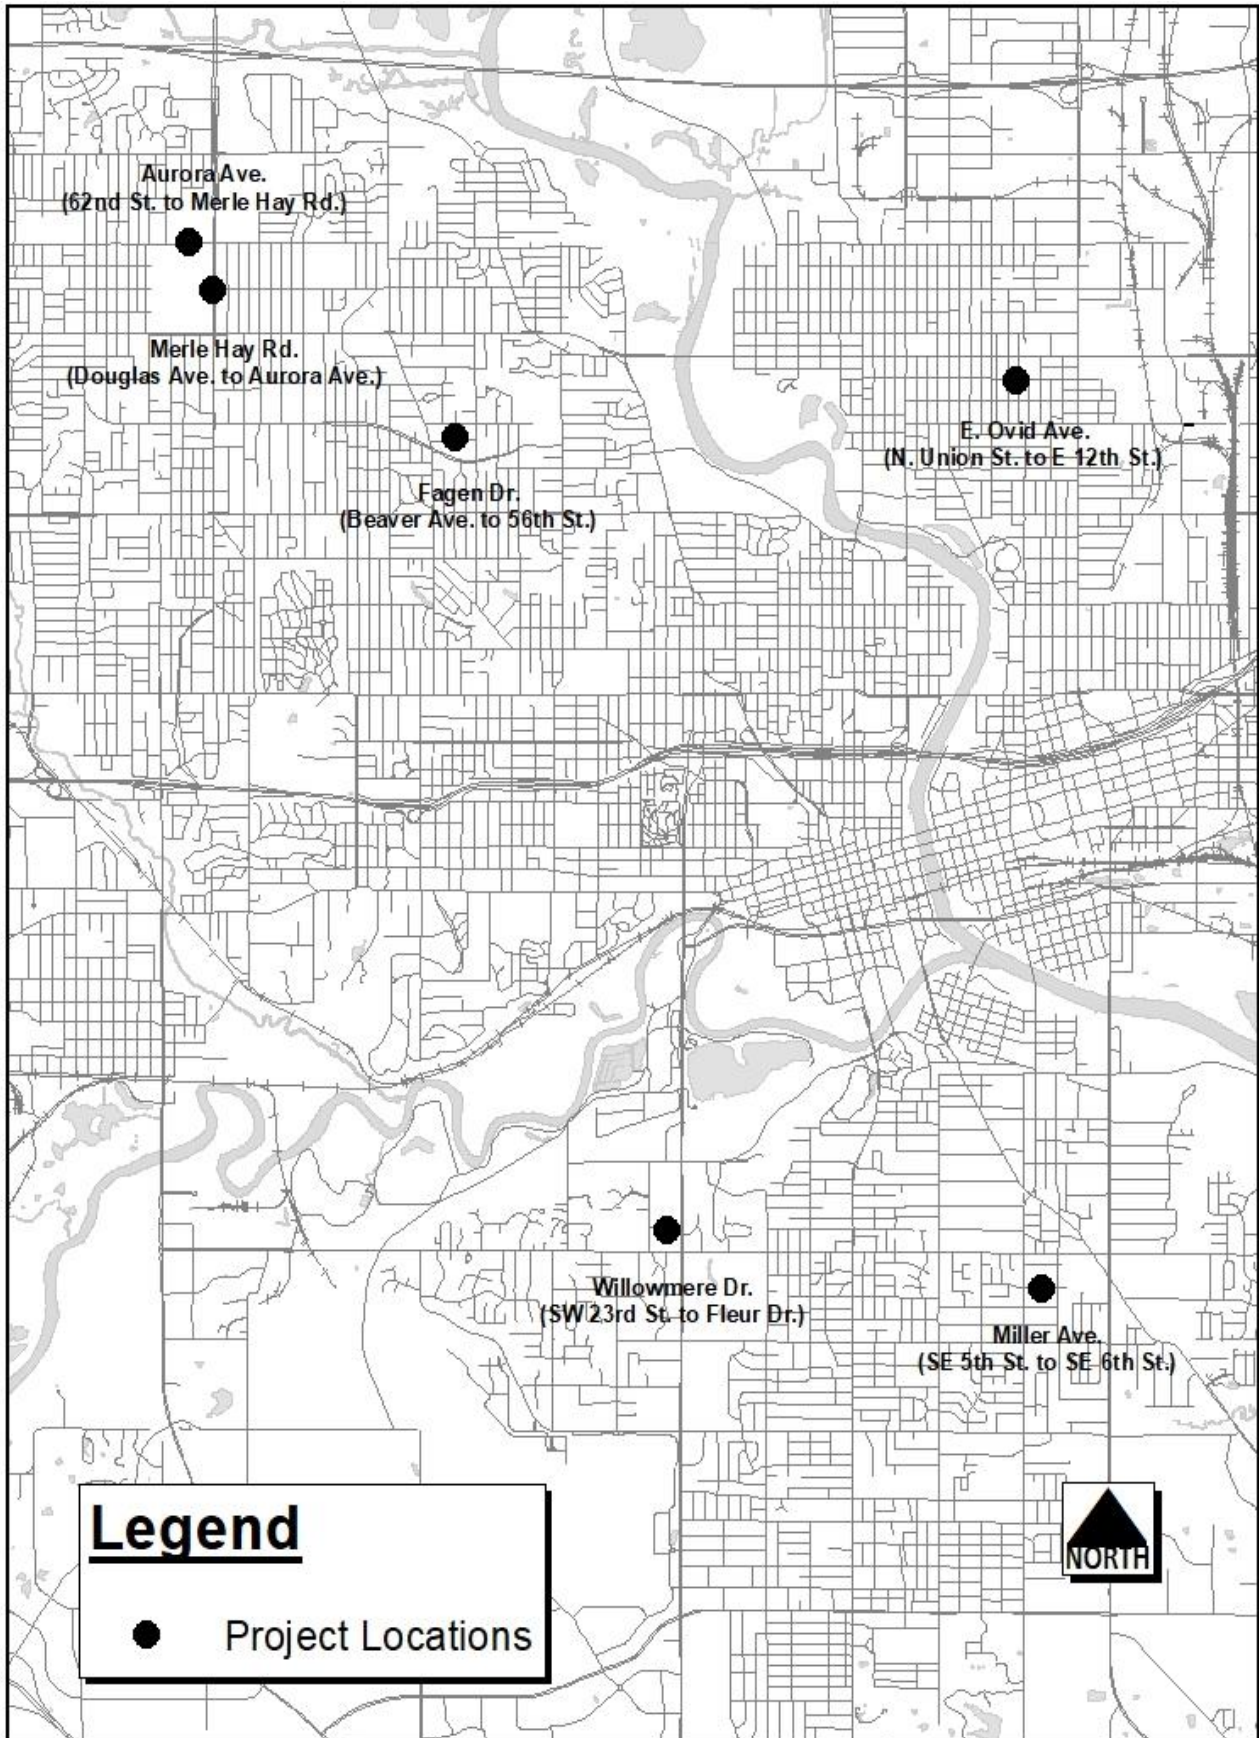 Aurora Ave.
(62nd St. to Merle Hay Rd.)
Merle Hay Rd.
(Douglas Ave. to Aurora Ave.)
E. Ovid Ave.
(N. Union St. to E 12th St.)
Fagen Dr.
(Beaver Ave. to 56th St.)
Willowmere Dr.
(SW 23rd St. to Fleur Dr.)
Miller Ave.
(SE 5th St. to SE 6th St.)
Legend
Project Locations
NORTH